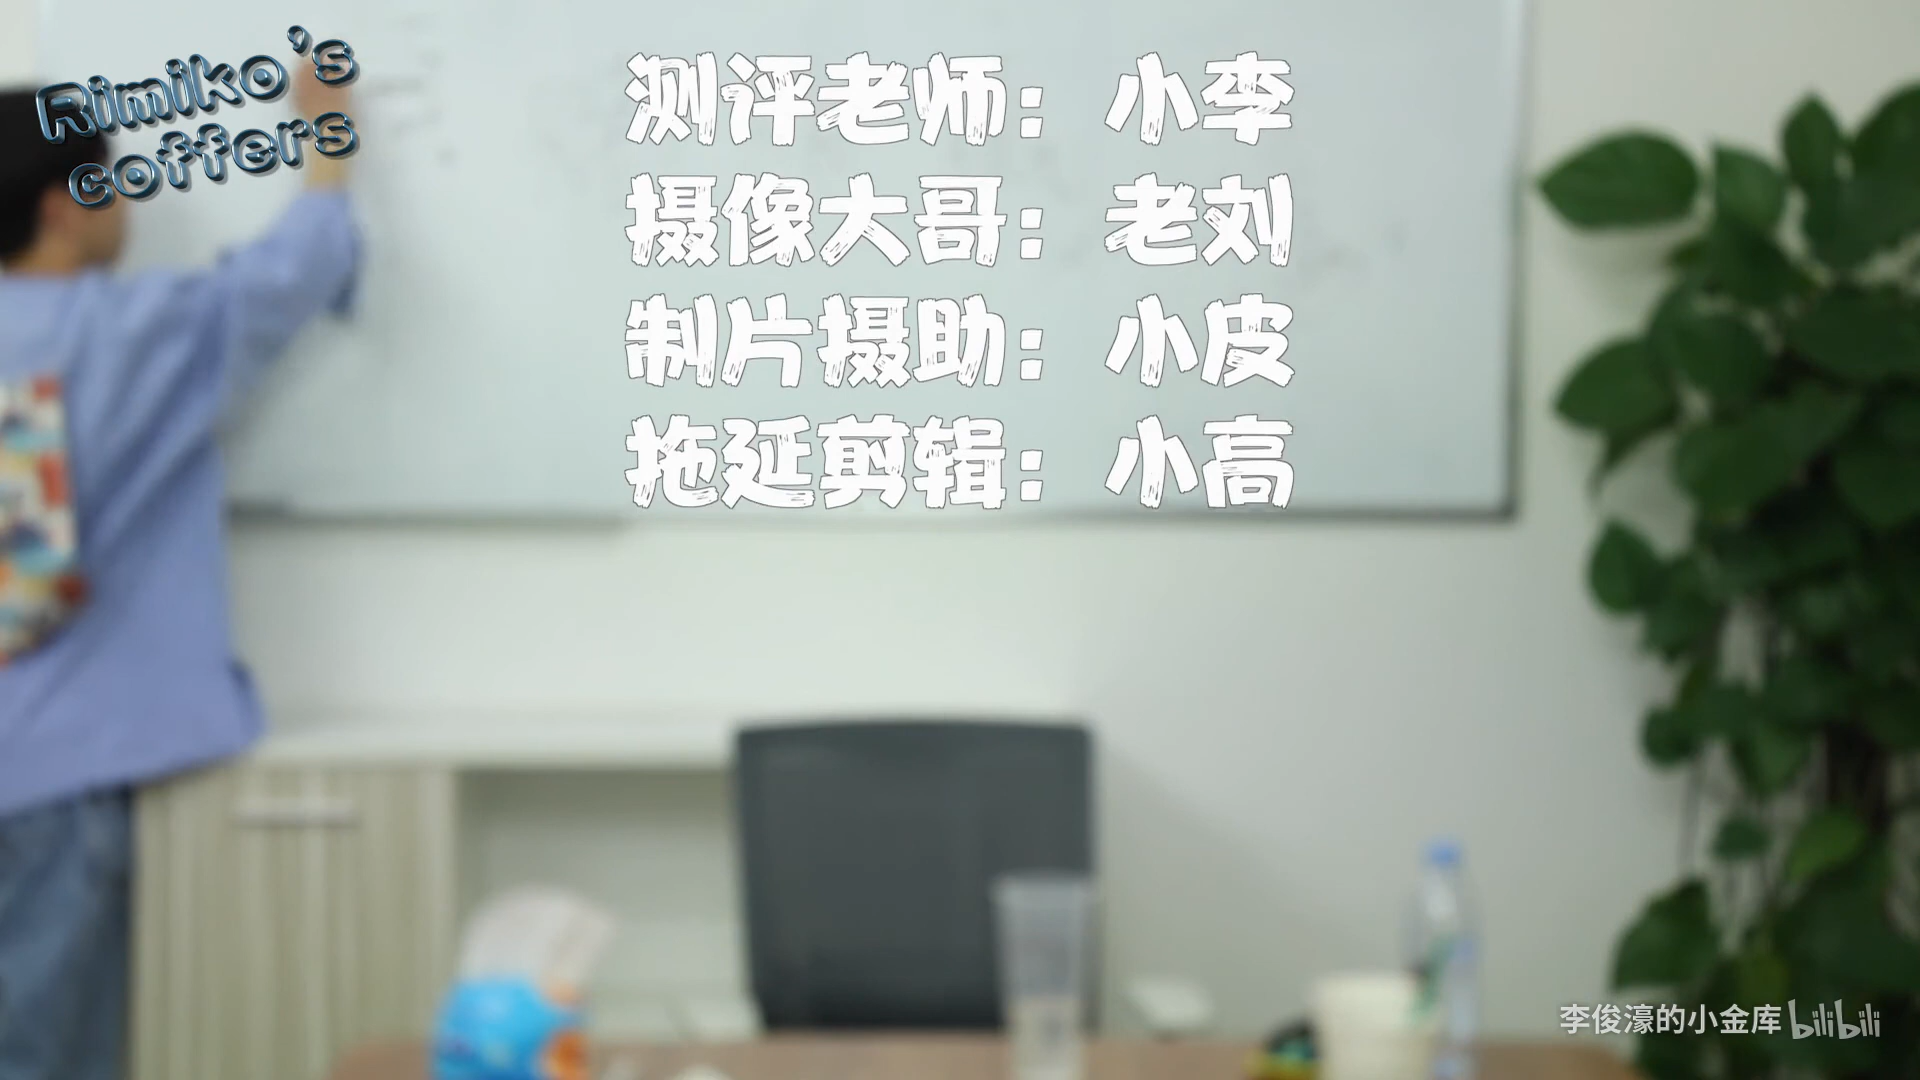 Rimiko's
coffers
测评老师：小李
摄像大哥：老刘
制片摄助：小皮
拖延剪辑：小高
李俊濠的小金库 bilibili